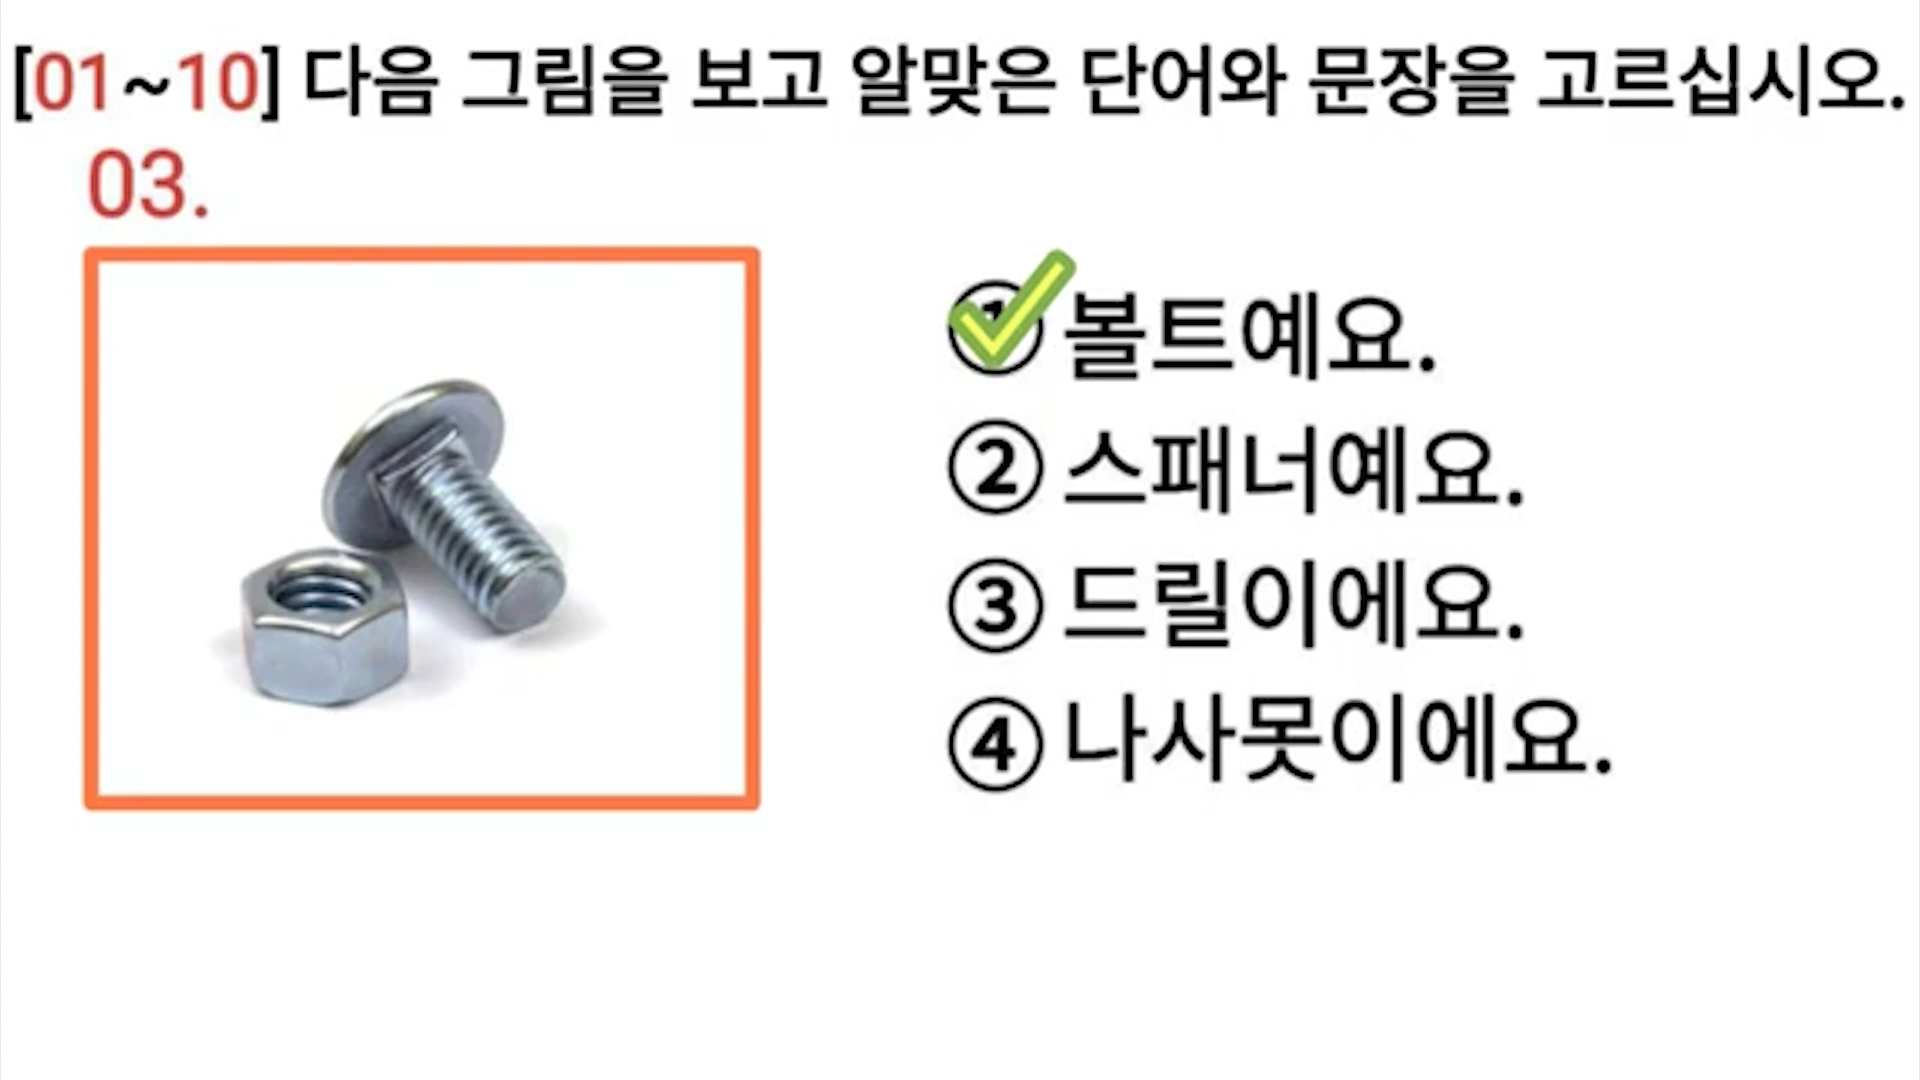 [01~10] 다음 그림을 보고 알맞은 단어와 문장을 고르십시오.
03.
① 볼트예요.
② 스패너예요.
③ 드릴이에요.
④ 나사못이에요.